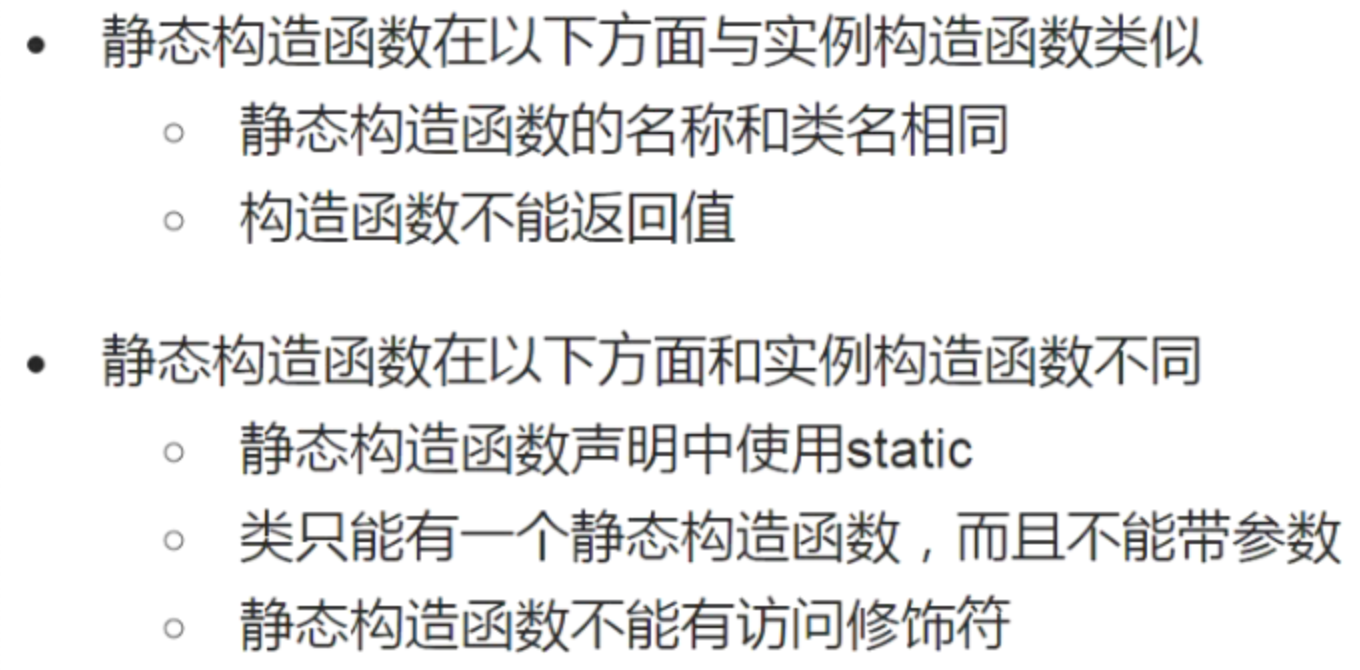 • 静态构造函数在以下方面与实例构造函数类似
○ 静态构造函数的名称和类名相同
○ 构造函数不能返回值
• 静态构造函数在以下方面和实例构造函数不同
○ 静态构造函数声明中使用static
○ 类只能有一个静态构造函数，而且不能带参数
○ 静态构造函数不能有访问修饰符